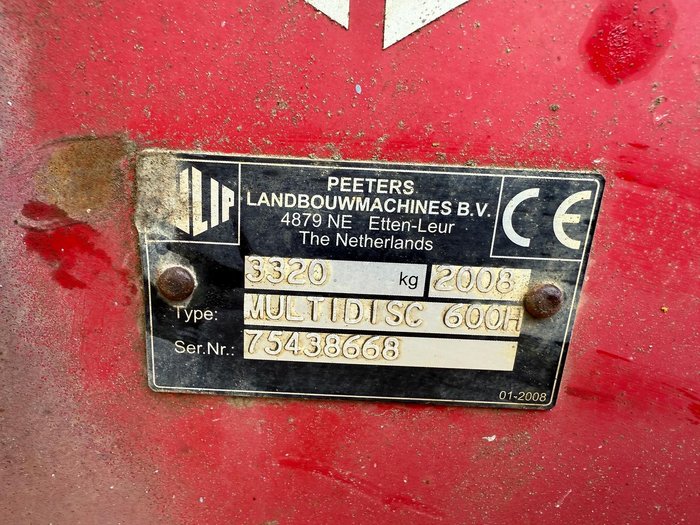 PEETERS
LANDBOUWMACHINES B.V.
4879 NE Etten-Leur
The Netherlands
CE
3320 kg 2008
Type: MULTIDISC 600H
Ser.Nr.: 75438668
01-2008